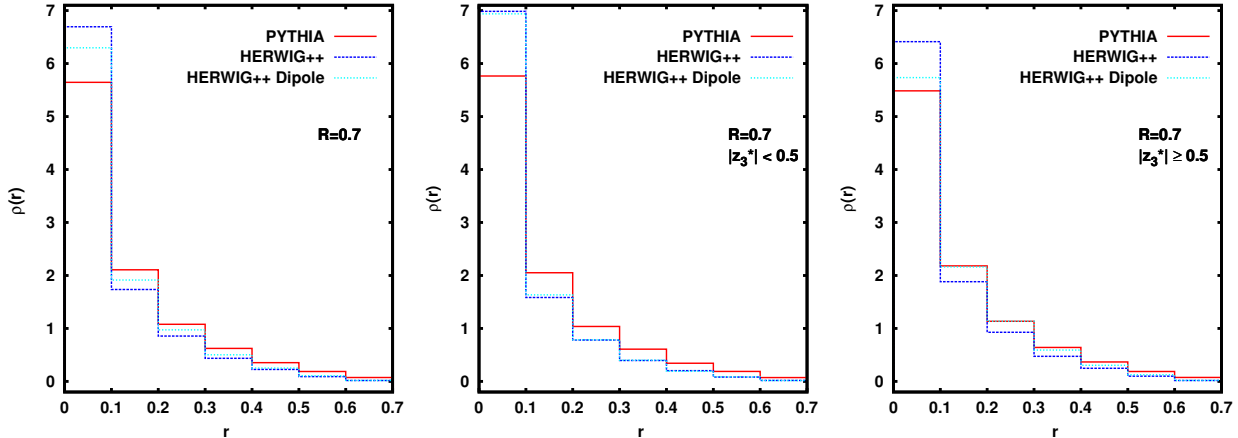 7
6
5
4
3
2
1
0
ρ(r)
PYTHIA
HERWIG++
HERWIG++ Dipole
R=0.7
0 0.1 0.2 0.3 0.4 0.5 0.6 0.7
r
7
6
5
4
3
2
1
0
ρ(r)
PYTHIA
HERWIG++
HERWIG++ Dipole
R=0.7
|z₃*| < 0.5
0 0.1 0.2 0.3 0.4 0.5 0.6 0.7
r
7
6
5
4
3
2
1
0
ρ(r)
PYTHIA
HERWIG++
HERWIG++ Dipole
R=0.7
|z₃*| ≥ 0.5
0 0.1 0.2 0.3 0.4 0.5 0.6 0.7
r